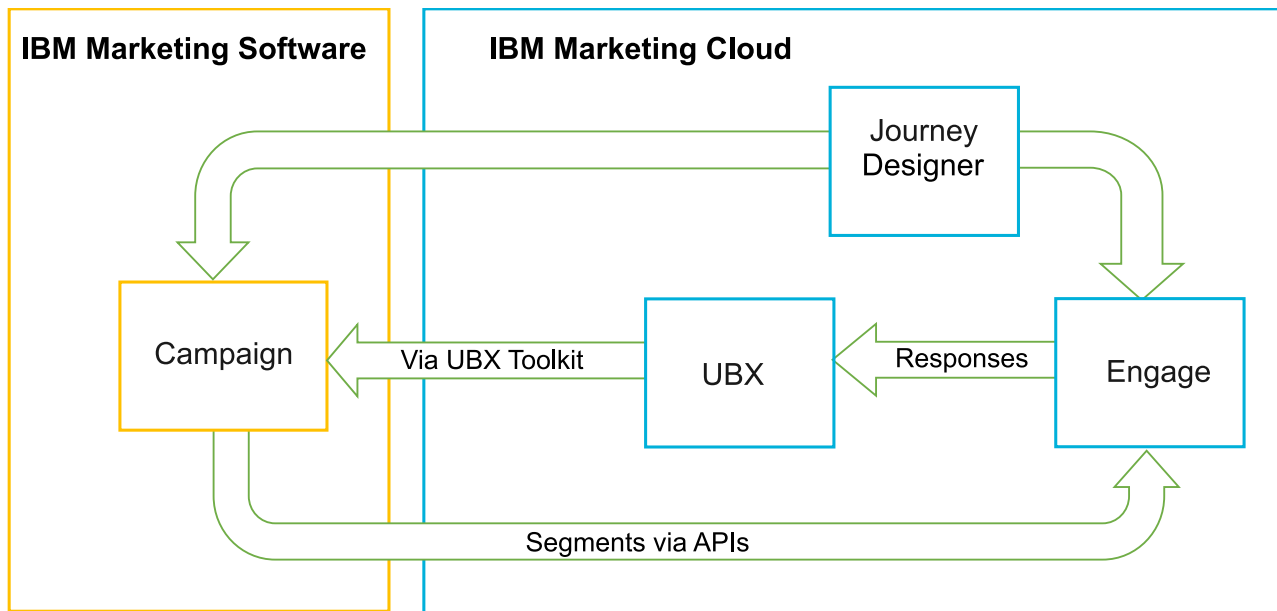 IBM Marketing Software
IBM Marketing Cloud
Journey
Designer
Campaign
Via UBX Toolkit
UBX
Responses
Engage
Segments via APIs